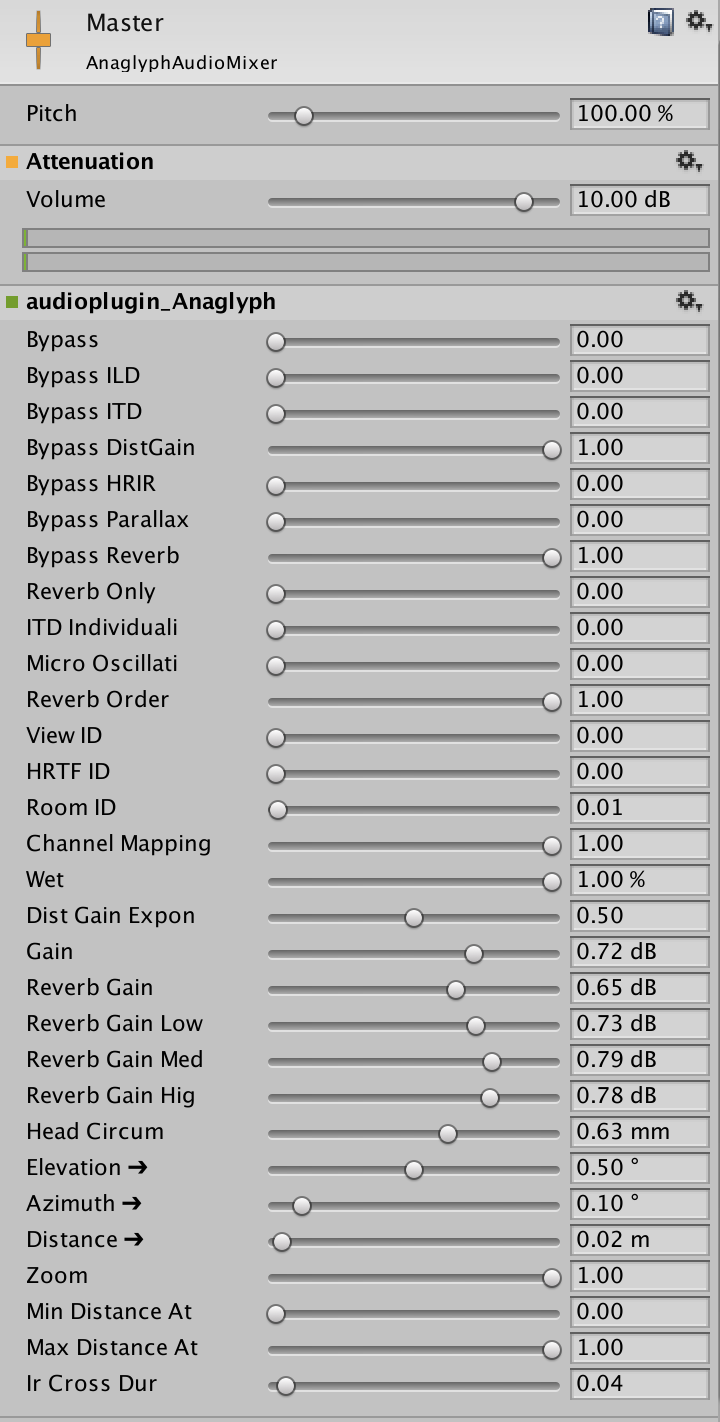 Master
AnaglyphAudioMixer
Pitch 100.00 %
Attenuation
Volume 10.00 dB
audioplugin_Anaglyph
Bypass 0.00
Bypass ILD 0.00
Bypass ITD 0.00
Bypass DistGain 1.00
Bypass HRIR 0.00
Bypass Parallax 0.00
Bypass Reverb 1.00
Reverb Only 0.00
ITD Individuali 0.00
Micro Oscillati 0.00
Reverb Order 1.00
View ID 0.00
HRTF ID 0.00
Room ID 0.01
Channel Mapping 1.00
Wet 1.00 %
Dist Gain Expon 0.50
Gain 0.72 dB
Reverb Gain 0.65 dB
Reverb Gain Low 0.73 dB
Reverb Gain Med 0.79 dB
Reverb Gain Hig 0.78 dB
Head Circum 0.63 mm
Elevation ➔ 0.50 °
Azimuth ➔ 0.10 °
Distance ➔ 0.02 m
Zoom 1.00
Min Distance At 0.00
Max Distance At 1.00
Ir Cross Dur 0.04